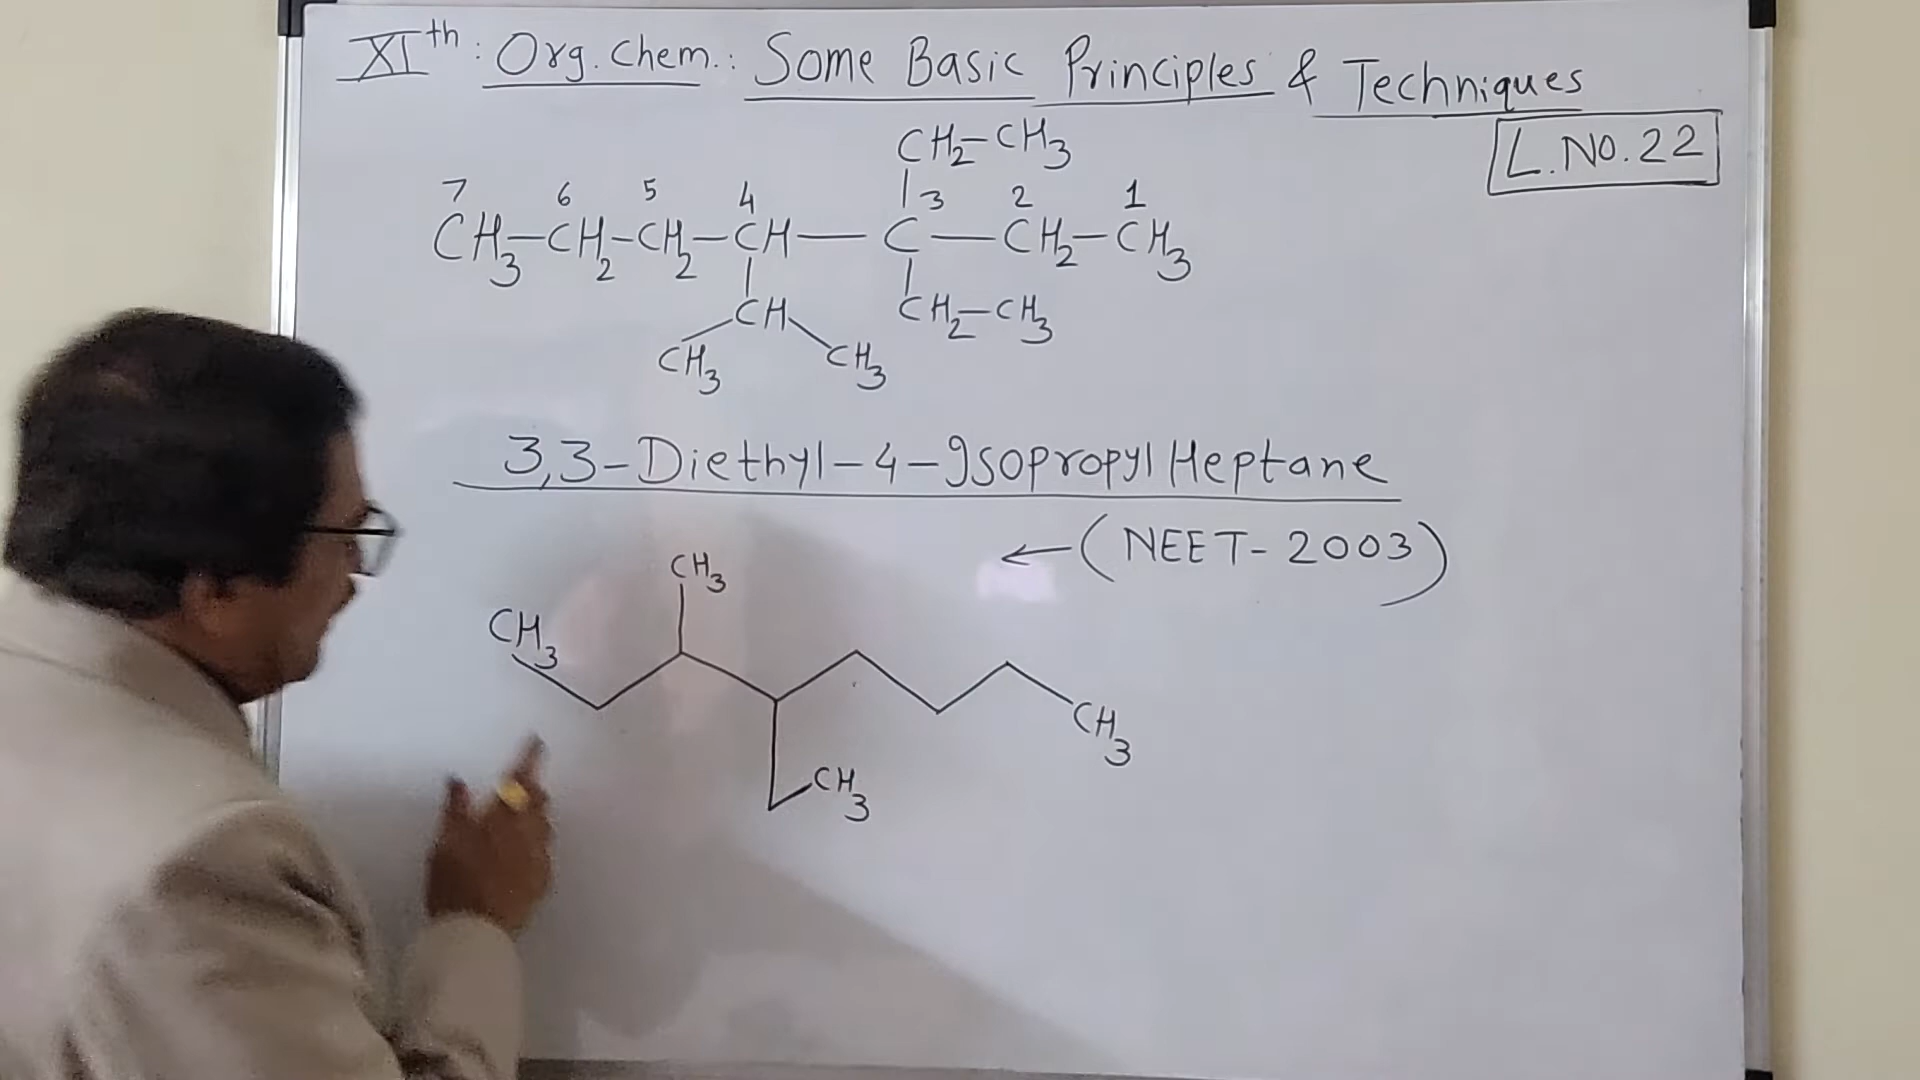 XIth : Org. Chem. : Some Basic Principles & Techniques
L. No. 22
CH2-CH3
7 6 5 4 3 2 1
CH3-CH2-CH2-CH-C-CH2-CH3
CH CH2-CH3
CH3 CH3
3,3-Diethyl-4-Isopropyl Heptane
← (NEET-2003)
CH3
CH3
CH3
CH3